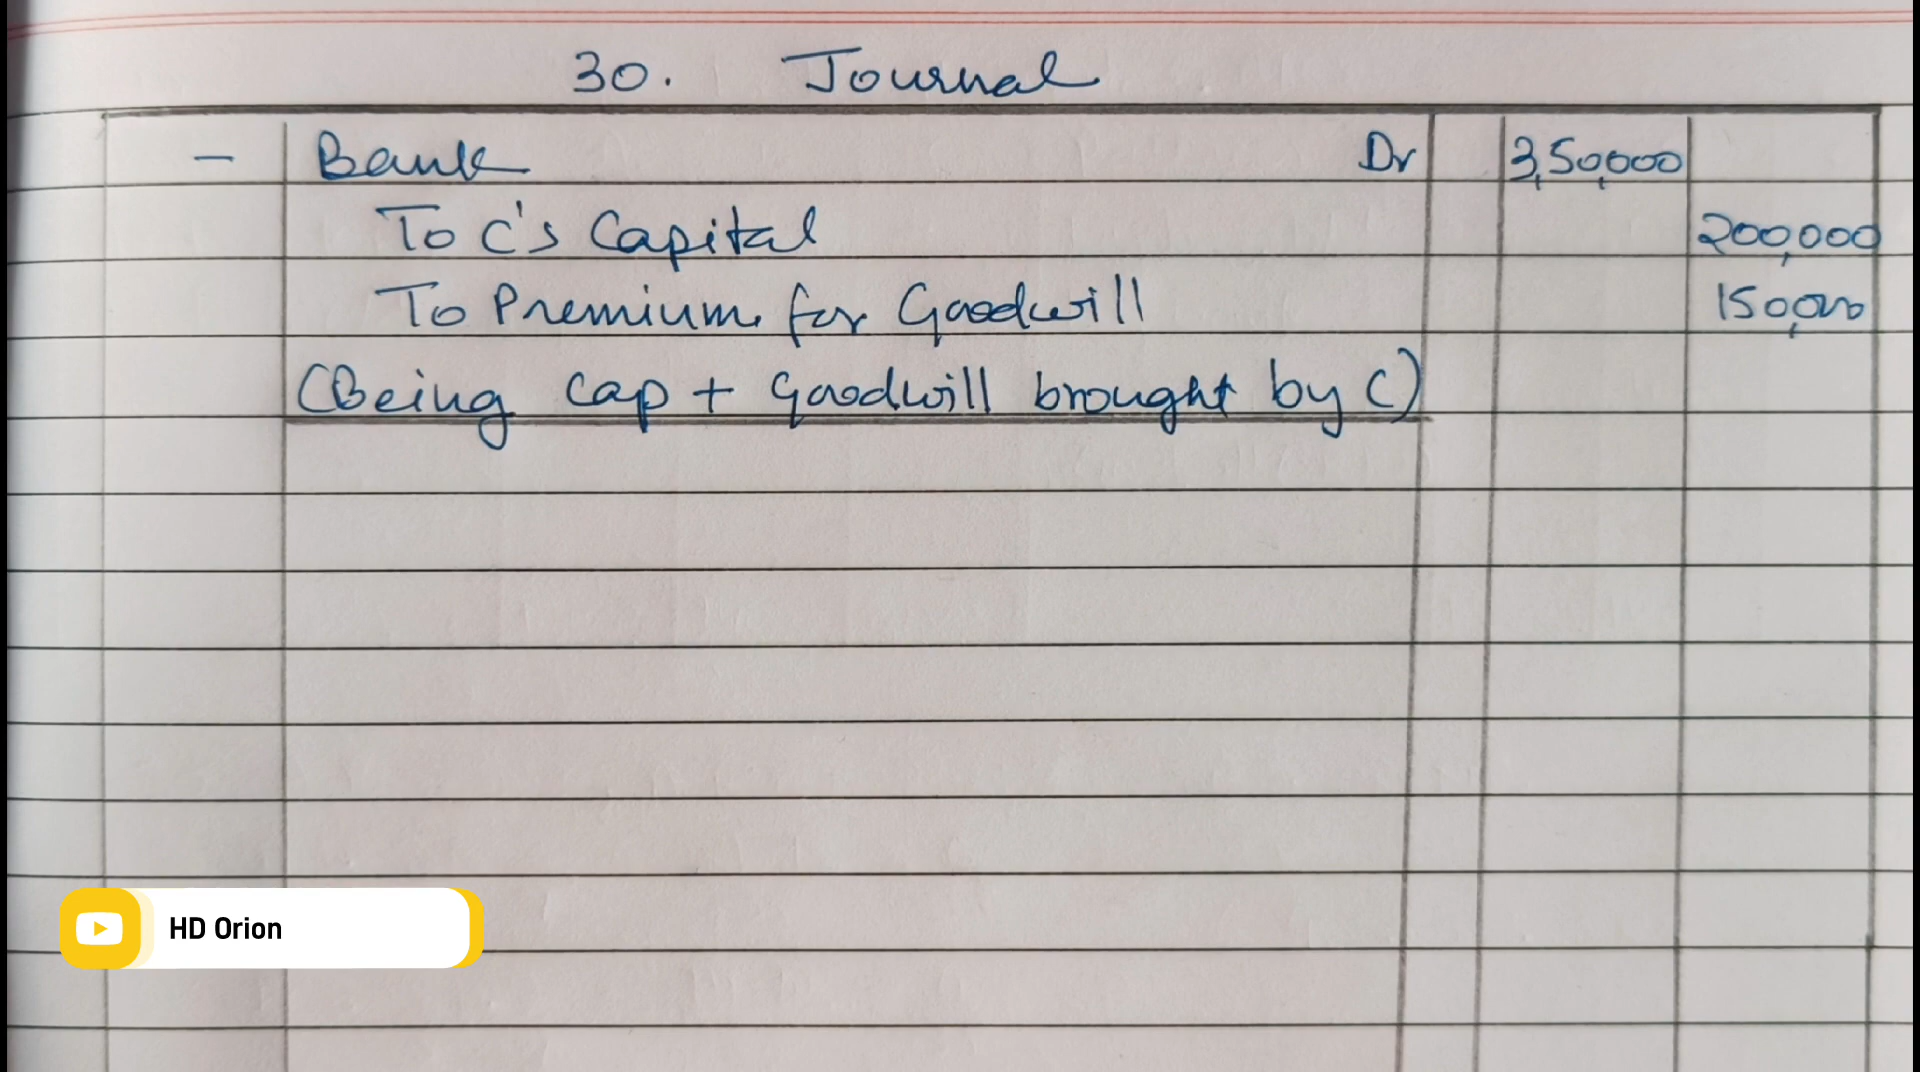 30. Journal
— Bank Dr 3,50,000
To C's Capital 200,000
To Premium for Goodwill 150,000
(Being cap + Goodwill brought by C)
HD Orion